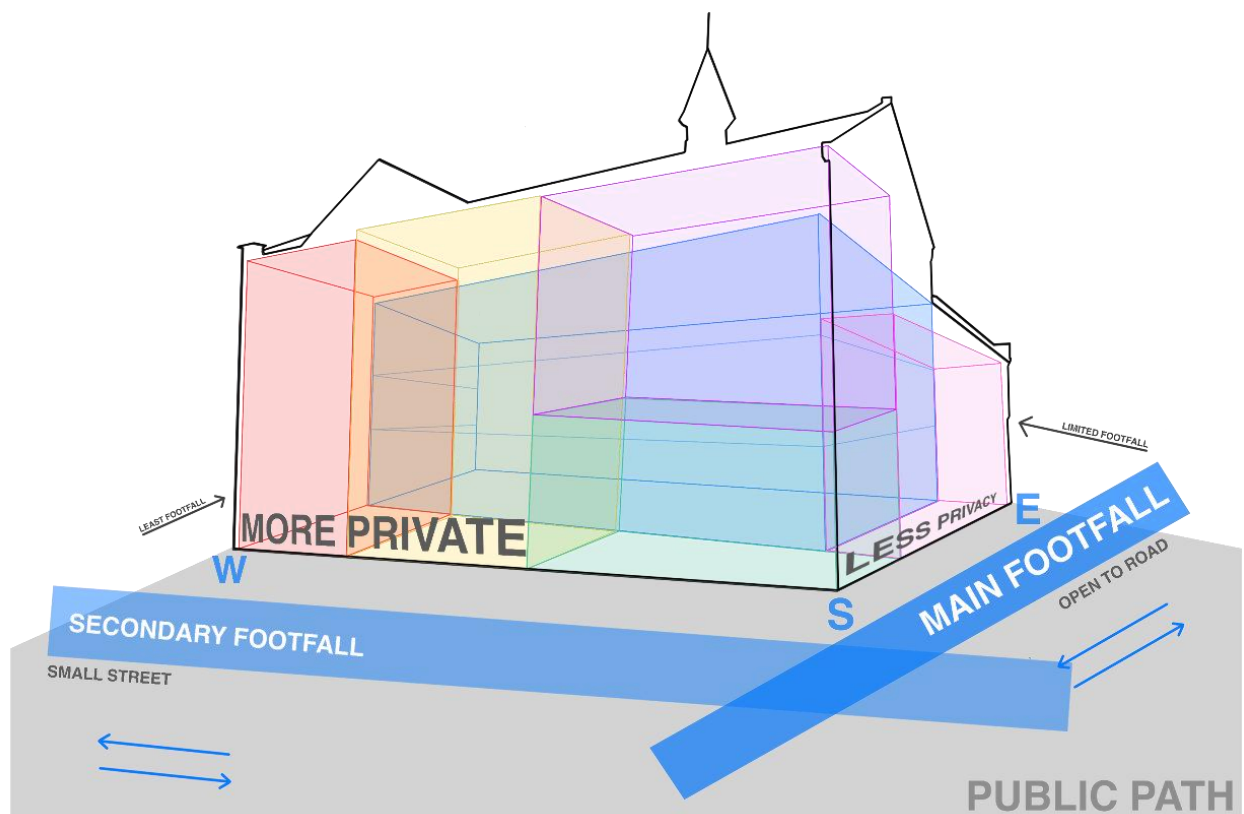 LIMITED FOOTFALL
LEAST FOOTFALL
MORE PRIVATE
LESS PRIVACY
E
W
S
MAIN FOOTFALL
OPEN TO ROAD
SECONDARY FOOTFALL
SMALL STREET
PUBLIC PATH